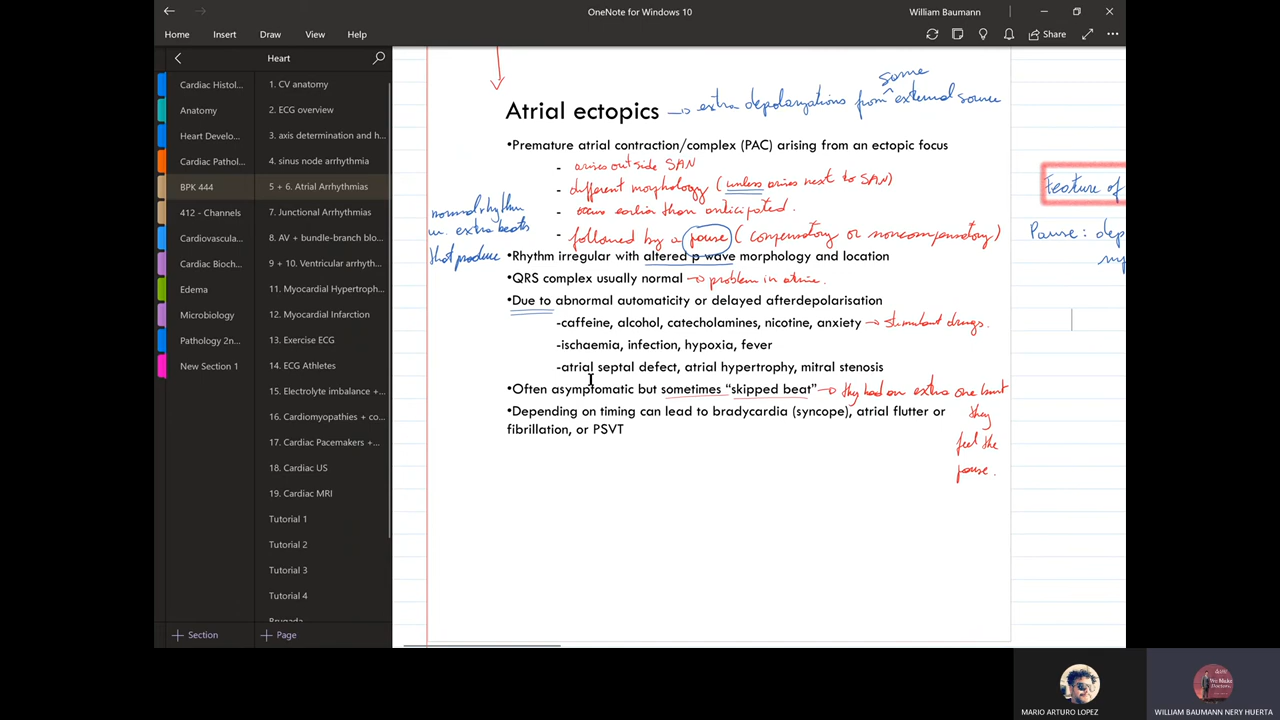 OneNote for Windows 10
William Baumann
Home Insert Draw View Help
Share
Heart
Cardiac Histol...
Anatomy
Heart Develo...
Cardiac Pathol...
BPK 444
412 - Channels
Cardiovascula...
Cardiac Bioch...
Edema
Microbiology
Pathology 2n...
New Section 1
1. CV anatomy
2. ECG overview
3. axis determination and h...
4. sinus node arrhythmia
5 + 6. Atrial Arrhythmias
7. Junctional Arrhythmias
8. AV + bundle-branch blo...
9 + 10. Ventricular arrhyth...
11. Myocardial Hypertroph...
12. Myocardial Infarction
13. Exercise ECG
14. ECG Athletes
15. Electrolyte imbalance +...
16. Cardiomyopathies + co...
17. Cardiac Pacemakers +...
18. Cardiac US
19. Cardiac MRI
Tutorial 1
Tutorial 2
Tutorial 3
Tutorial 4
Brugada
+ Section
+ Page
some
Atrial ectopics → extra depolarizations from ^ external source
•Premature atrial contraction/complex (PAC) arising from an ectopic focus
- arises outside SAN
- different morphology (unless arises next to SAN)
- occurs earlier than anticipated.
- followed by a pause (compensatory or noncompensatory)
normal rhythm
w. extra beats
that produce
•Rhythm irregular with altered p wave morphology and location
•QRS complex usually normal → problem in atrium.
•Due to abnormal automaticity or delayed afterdepolarisation
-caffeine, alcohol, catecholamines, nicotine, anxiety → stimulant drugs.
-ischaemia, infection, hypoxia, fever
-atrial septal defect, atrial hypertrophy, mitral stenosis
•Often asymptomatic but sometimes “skipped beat” → they had an extra one but
they
feel the
pause.
•Depending on timing can lead to bradycardia (syncope), atrial flutter or
fibrillation, or PSVT
Feature of
Pause: dep
MARIO ARTURO LOPEZ
WILLIAM BAUMANN NERY HUERTA